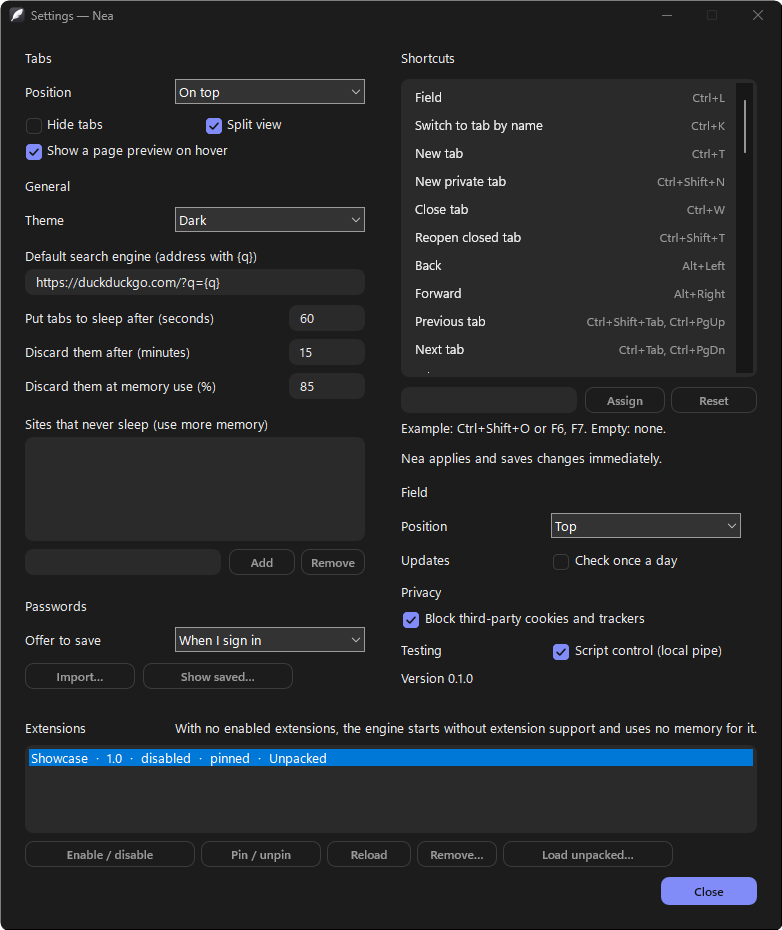 Settings — Nea
Tabs
Position
On top
Hide tabs
Split view
Show a page preview on hover
General
Theme
Dark
Default search engine (address with {q})
https://duckduckgo.com/?q={q}
Put tabs to sleep after (seconds)
60
Discard them after (minutes)
15
Discard them at memory use (%)
85
Sites that never sleep (use more memory)
Add
Remove
Passwords
Offer to save
When I sign in
Import...
Show saved...
Shortcuts
Field Ctrl+L
Switch to tab by name Ctrl+K
New tab Ctrl+T
New private tab Ctrl+Shift+N
Close tab Ctrl+W
Reopen closed tab Ctrl+Shift+T
Back Alt+Left
Forward Alt+Right
Previous tab Ctrl+Shift+Tab, Ctrl+PgUp
Next tab Ctrl+Tab, Ctrl+PgDn
Assign
Reset
Example: Ctrl+Shift+O or F6, F7. Empty: none.
Nea applies and saves changes immediately.
Field
Position
Top
Updates
Check once a day
Privacy
Block third-party cookies and trackers
Testing
Script control (local pipe)
Version 0.1.0
Extensions
With no enabled extensions, the engine starts without extension support and uses no memory for it.
Showcase · 1.0 · disabled · pinned · Unpacked
Enable / disable
Pin / unpin
Reload
Remove...
Load unpacked...
Close